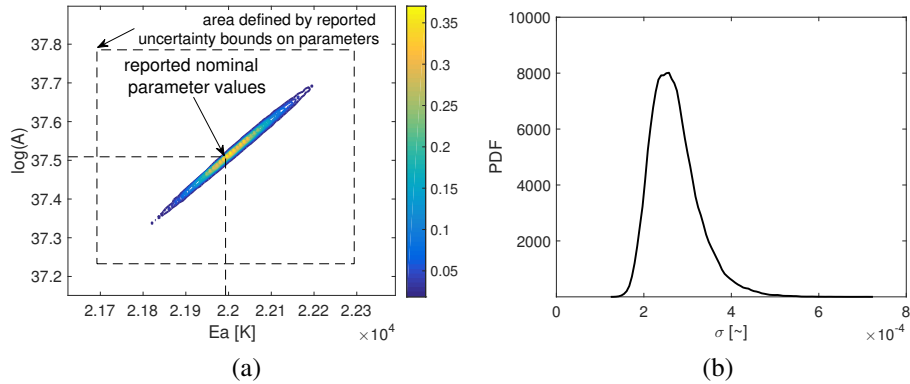 area defined by reported
uncertainty bounds on parameters
reported nominal
parameter values
log(A)
37.8
37.7
37.6
37.5
37.4
37.3
37.2
2.17 2.18 2.19 2.2 2.21 2.22 2.23
Ea [K]
×10⁴
0.35
0.3
0.25
0.2
0.15
0.1
0.05
(a)
PDF
10000
8000
6000
4000
2000
0 2 4 6 8
σ [~]
×10⁻⁴
(b)